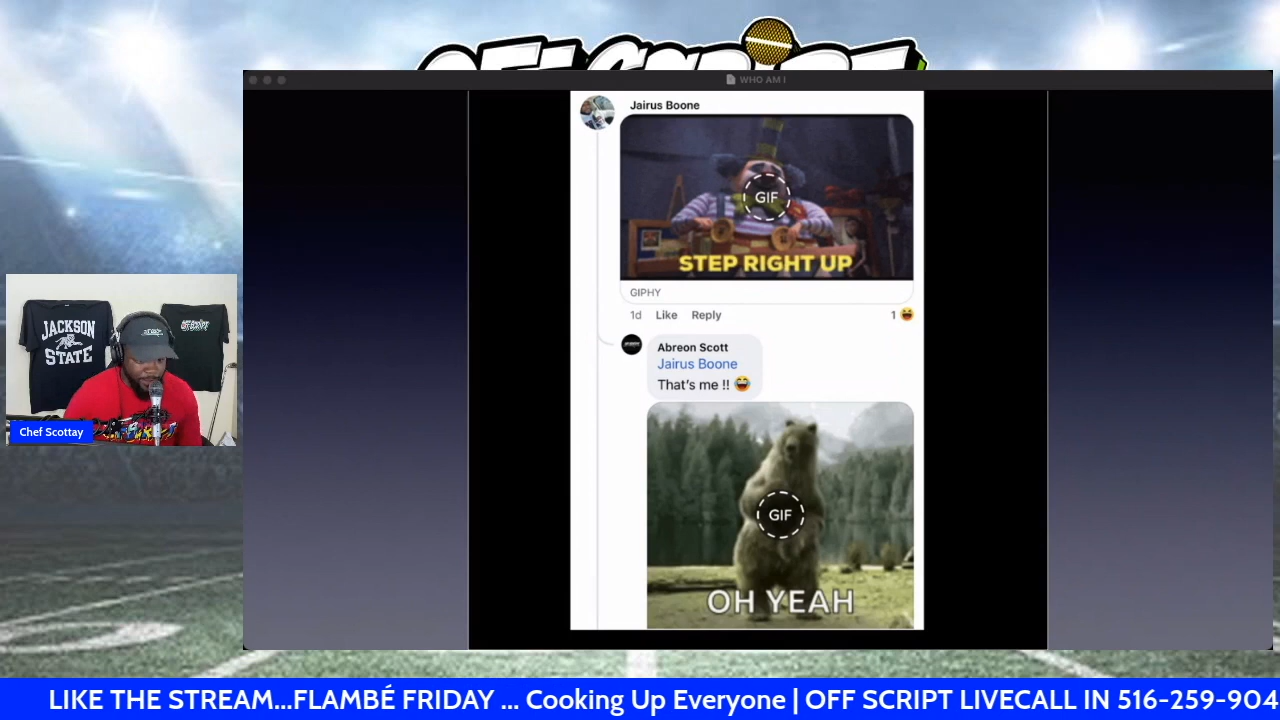 OFF SCRIPT
WHO AM I
Jairus Boone
GIF
STEP RIGHT UP
GIPHY
1d Like Reply 1
Abreon Scott
Jairus Boone
That's me !! 😂
GIF
OH YEAH
JACKSON
STATE
Chef Scottay
LIKE THE STREAM...FLAMBÉ FRIDAY ... Cooking Up Everyone | OFF SCRIPT LIVECALL IN 516-259-904